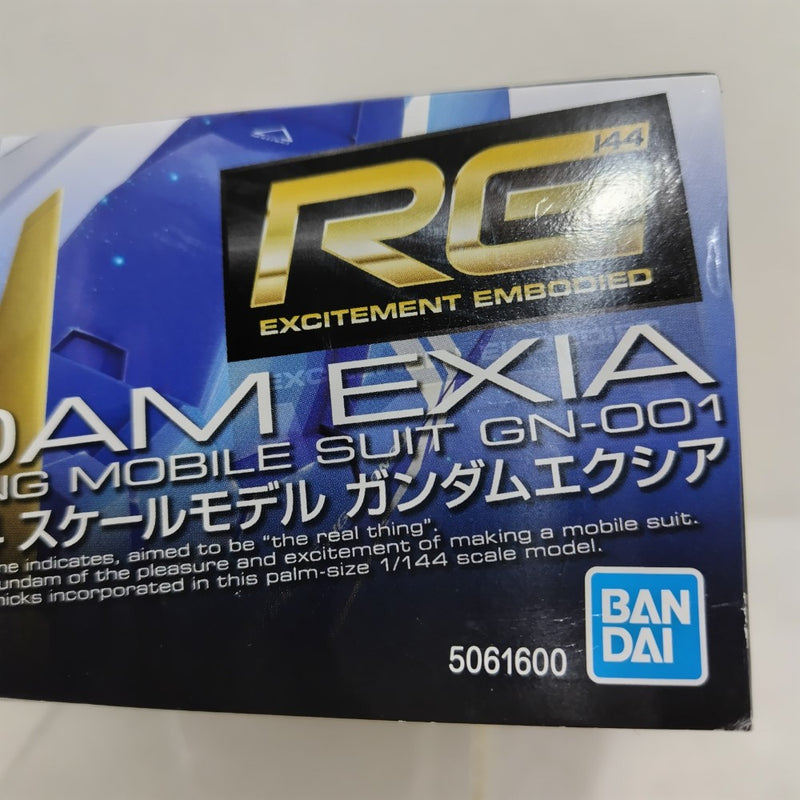 RG 144
EXCITEMENT EMBODIED
DAM EXIA
NG MOBILE SUIT GN-001
スケールモデル ガンダムエクシア
me indicates, aimed to be "the real thing".
undam of the pleasure and excitement of making a mobile suit.
micks incorporated in this palm-size 1/144 scale model.
5061600
BAN
DAI